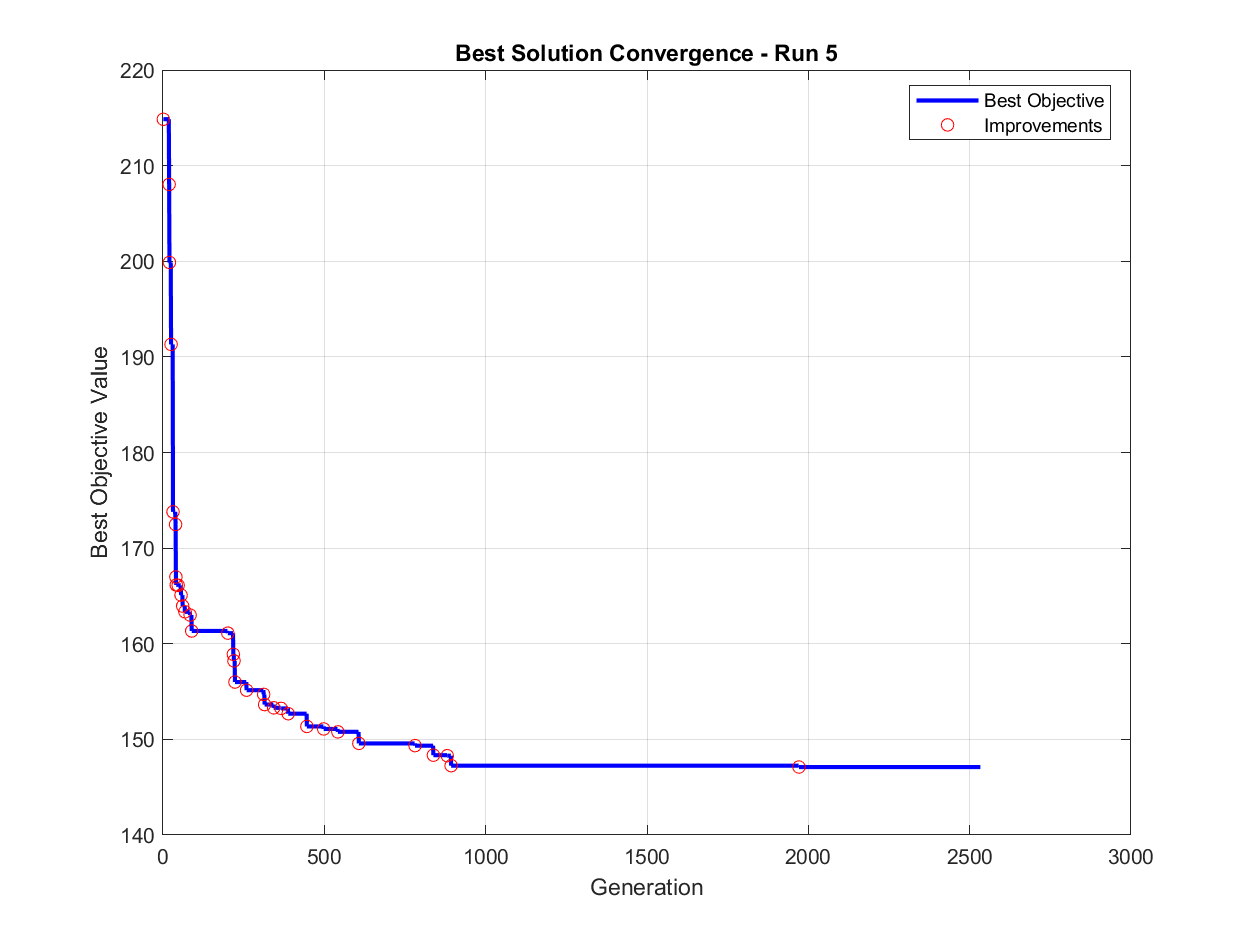 Best Solution Convergence - Run 5
Best Objective
Improvements
220
210
200
190
180
170
160
150
140
Best Objective Value
0 500 1000 1500 2000 2500 3000
Generation